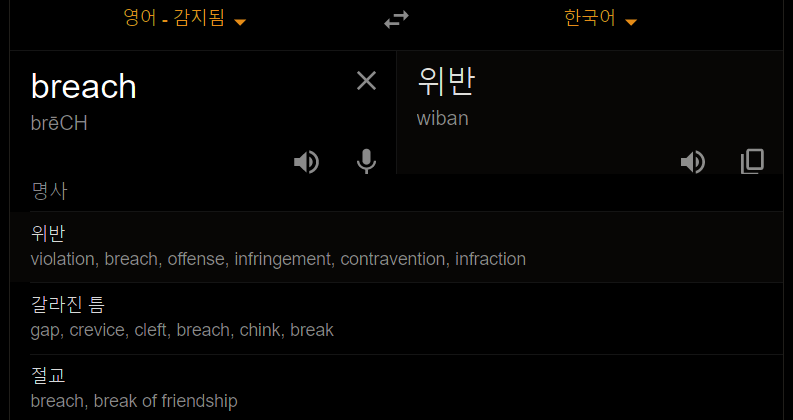 영어 - 감지됨 한국어
breach
brēCH
위반
wiban
명사
위반
violation, breach, offense, infringement, contravention, infraction
갈라진 틈
gap, crevice, cleft, breach, chink, break
절교
breach, break of friendship